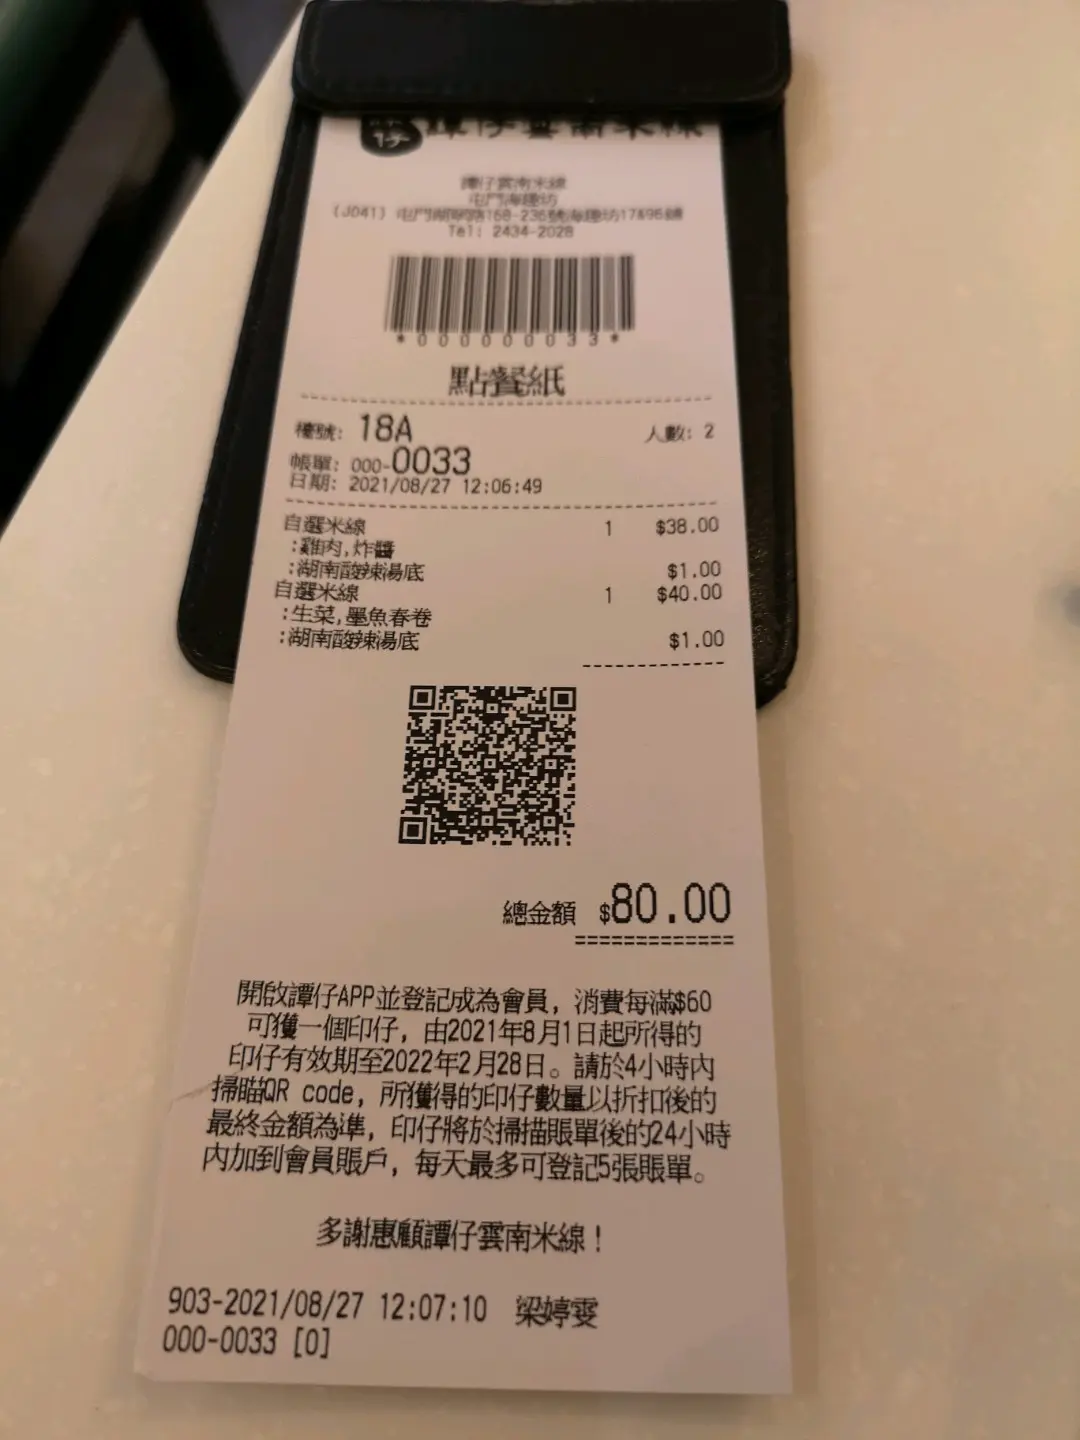 譚仔雲南米線
譚仔雲南米線
屯門海趣坊
Tel: 2434-2028
*000000033*
點餐紙
檯號: 18A 人數: 2
帳單: 000-0033
日期: 2021/08/27 12:06:49
自選米線 1 $38.00
:雞肉,炸醬
:湖南酸辣湯底 $1.00
自選米線 1 $40.00
:生菜,墨魚春卷
:湖南酸辣湯底 $1.00
總金額 $80.00
開啟譚仔APP並登記成為會員，消費每滿$60
可獲一個印仔，由2021年8月1日起所得的
印仔有效期至2022年2月28日。請於4小時內
掃瞄QR code，所獲得的印仔數量以折扣後的
最終金額為準，印仔將於掃描賬單後的24小時
內加到會員賬戶，每天最多可登記5張賬單。
多謝惠顧譚仔雲南米線！
903-2021/08/27 12:07:10 梁婷雯
000-0033 [0]